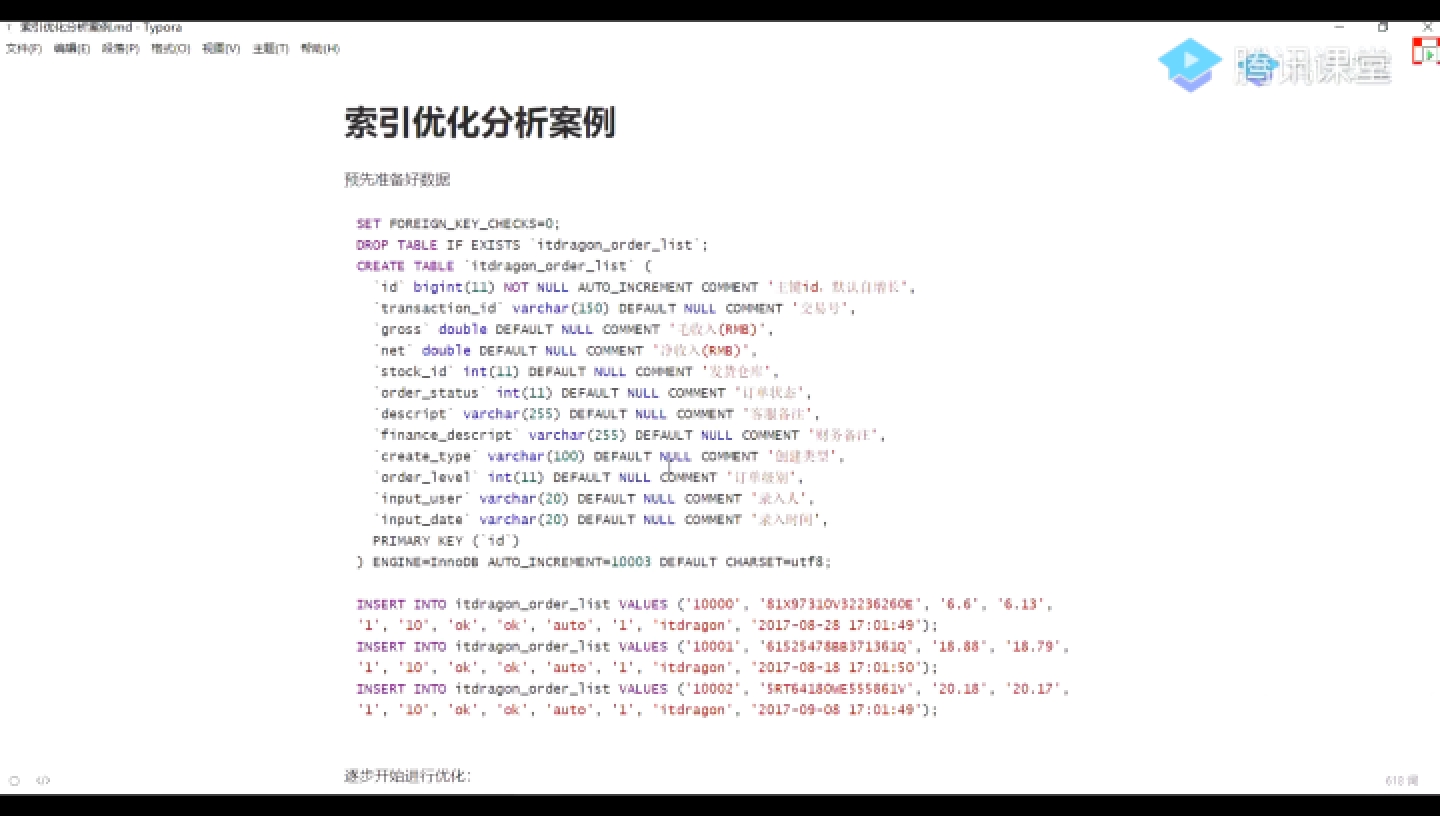 索引优化分析案例.md - Typora
文件(F) 编辑(E) 段落(P) 格式(O) 视图(V) 主题(T) 帮助(H)
腾讯课堂
索引优化分析案例
预先准备好数据
SET FOREIGN_KEY_CHECKS=0;
DROP TABLE IF EXISTS `itdragon_order_list`;
CREATE TABLE `itdragon_order_list` (
`id` bigint(11) NOT NULL AUTO_INCREMENT COMMENT '主键id，默认自增长',
`transaction_id` varchar(150) DEFAULT NULL COMMENT '交易号',
`gross` double DEFAULT NULL COMMENT '毛收入(RMB)',
`net` double DEFAULT NULL COMMENT '净收入(RMB)',
`stock_id` int(11) DEFAULT NULL COMMENT '发货仓库',
`order_status` int(11) DEFAULT NULL COMMENT '订单状态',
`descript` varchar(255) DEFAULT NULL COMMENT '客服备注',
`finance_descript` varchar(255) DEFAULT NULL COMMENT '财务备注',
`create_type` varchar(100) DEFAULT NULL COMMENT '创建类型',
`order_level` int(11) DEFAULT NULL COMMENT '订单级别',
`input_user` varchar(20) DEFAULT NULL COMMENT '录入人',
`input_date` varchar(20) DEFAULT NULL COMMENT '录入时间',
PRIMARY KEY (`id`)
) ENGINE=InnoDB AUTO_INCREMENT=10003 DEFAULT CHARSET=utf8;
INSERT INTO itdragon_order_list VALUES ('10000', '81X97310V32236260E', '6.6', '6.13',
'1', '10', 'ok', 'ok', 'auto', '1', 'itdragon', '2017-08-28 17:01:49');
INSERT INTO itdragon_order_list VALUES ('10001', '61525478BB371361Q', '18.88', '18.79',
'1', '10', 'ok', 'ok', 'auto', '1', 'itdragon', '2017-08-18 17:01:50');
INSERT INTO itdragon_order_list VALUES ('10002', '5RT64180WE555861V', '20.18', '20.17',
'1', '10', 'ok', 'ok', 'auto', '1', 'itdragon', '2017-09-08 17:01:49');
逐步开始进行优化：
618 词